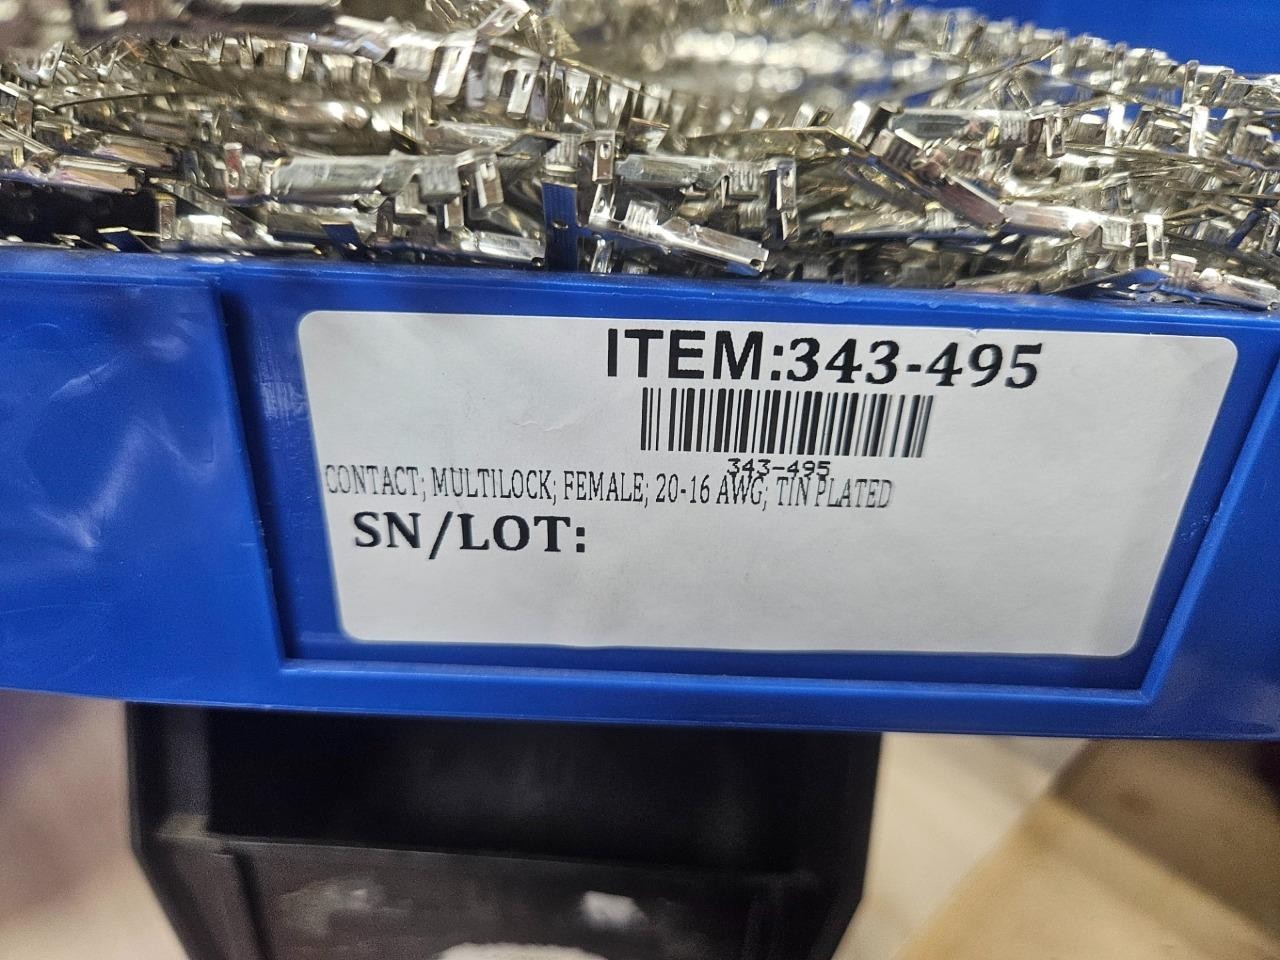 ITEM:343-495
343-495
CONTACT; MULTILOCK; FEMALE; 20-16 AWG; TIN PLATED
SN/LOT: